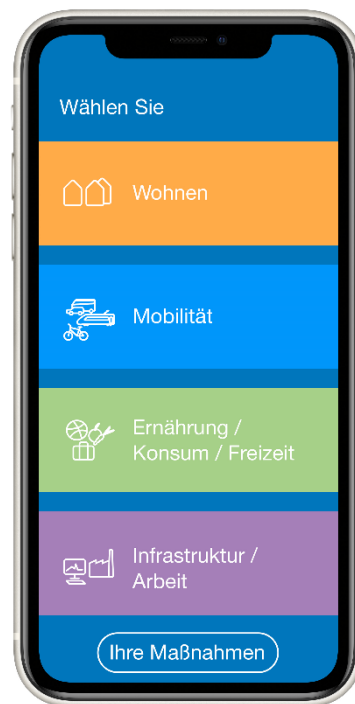 Wählen Sie
Wohnen
Mobilität
Ernährung /
Konsum / Freizeit
Infrastruktur /
Arbeit
Ihre Maßnahmen